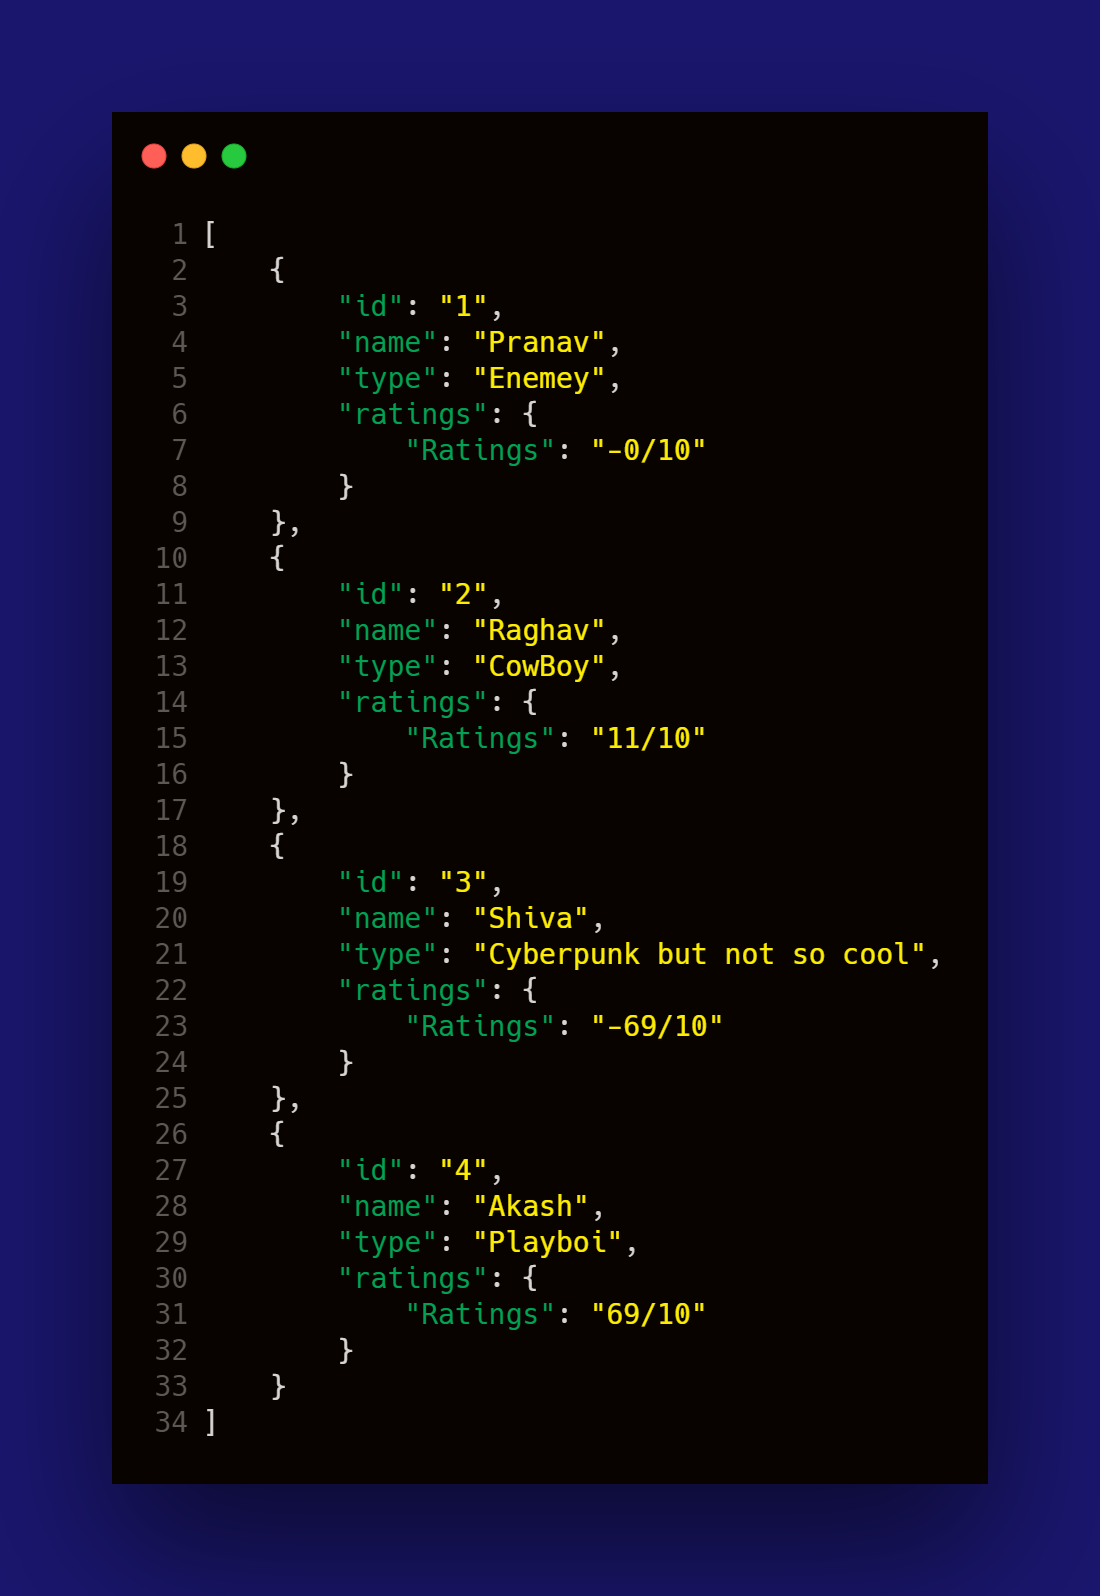 1 [
2     {
3         "id": "1",
4         "name": "Pranav",
5         "type": "Enemey",
6         "ratings": {
7             "Ratings": "-0/10"
8         }
9     },
10     {
11         "id": "2",
12         "name": "Raghav",
13         "type": "CowBoy",
14         "ratings": {
15             "Ratings": "11/10"
16         }
17     },
18     {
19         "id": "3",
20         "name": "Shiva",
21         "type": "Cyberpunk but not so cool",
22         "ratings": {
23             "Ratings": "-69/10"
24         }
25     },
26     {
27         "id": "4",
28         "name": "Akash",
29         "type": "Playboi",
30         "ratings": {
31             "Ratings": "69/10"
32         }
33     }
34 ]